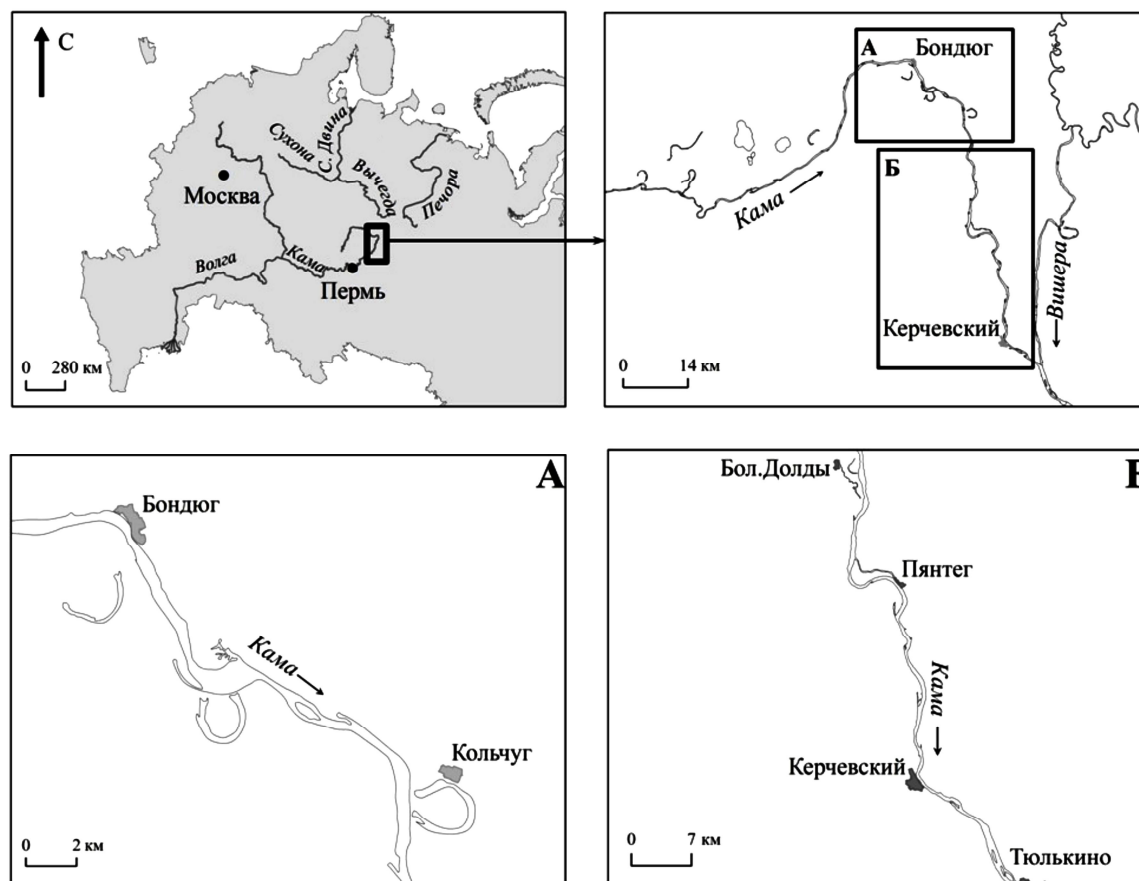 С
Сухона
С. Двина
Вычегда
Печора
Москва
Волга
Кама
Пермь
0 280 км
А
Бондюг
Кама
Б
Вишера
Керчевский
0 14 км
А
Бондюг
Кама
Кольчуг
0 2 км
Бол.Долды
Пянтег
Кама
Керчевский
Тюлькино
0 7 км